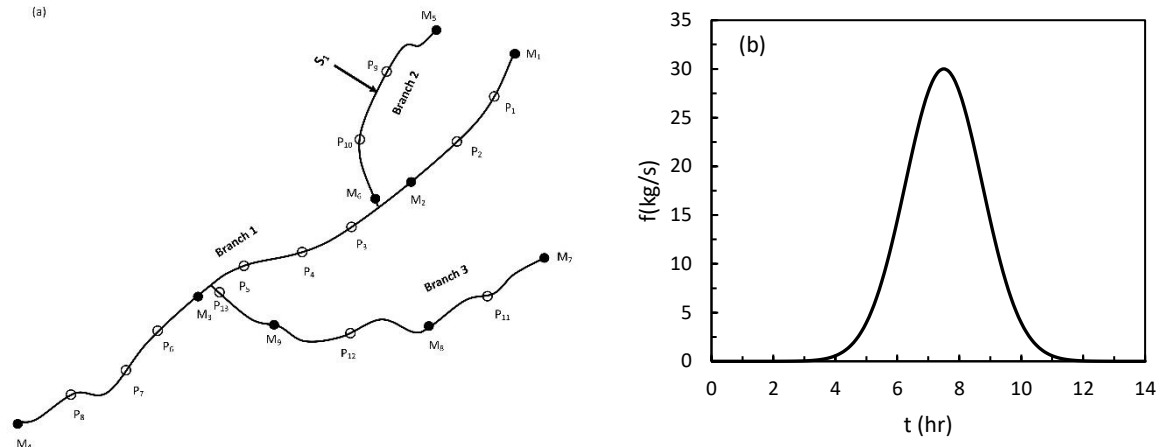 (a)
M5
M1
S1
P9
Branch 2
P1
P10
P2
M6
M2
Branch 1
P3
P4
M7
P5
Branch 3
P13
M3
P11
M9
P12
M8
P6
P7
P8
M4
(b)
f(kg/s)
35
30
25
20
15
10
5
0
0 2 4 6 8 10 12 14
t (hr)